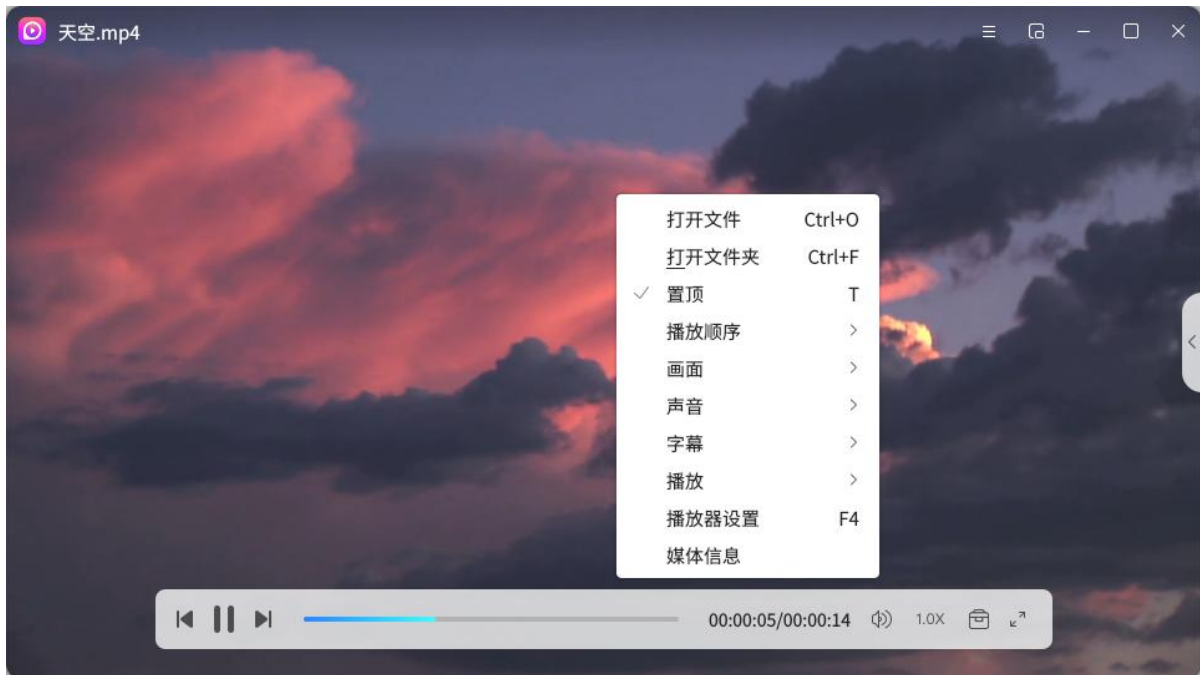 天空.mp4
打开文件 Ctrl+O
打开文件夹 Ctrl+F
置顶 T
播放顺序
画面
声音
字幕
播放
播放器设置 F4
媒体信息
00:00:05/00:00:14 1.0X